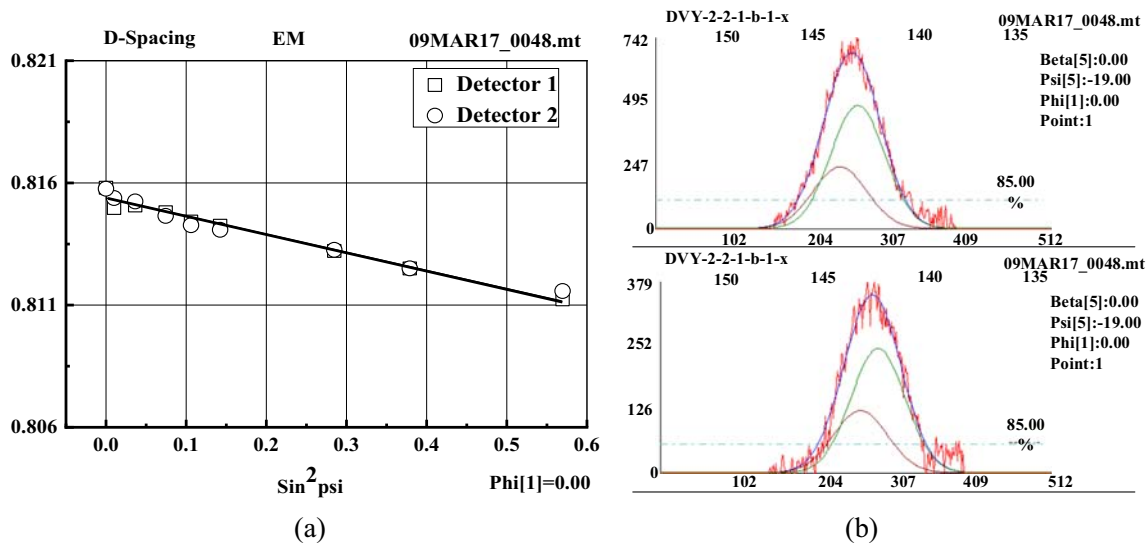 D-Spacing EM 09MAR17_0048.mt
0.821
Detector 1
Detector 2
0.816
0.811
0.806
0.0 0.1 0.2 0.3 0.4 0.5 0.6
Sin2psi Phi[1]=0.00
(a)
DVY-2-2-1-b-1-x 09MAR17_0048.mt
150 145 140 135
742
Beta[5]:0.00
Psi[5]:-19.00
495
Phi[1]:0.00
Point:1
247
85.00
%
0
102 204 307 409 512
DVY-2-2-1-b-1-x 09MAR17_0048.mt
150 145 140 135
379
Beta[5]:0.00
Psi[5]:-19.00
252
Phi[1]:0.00
Point:1
126
85.00
%
0
102 204 307 409 512
(b)